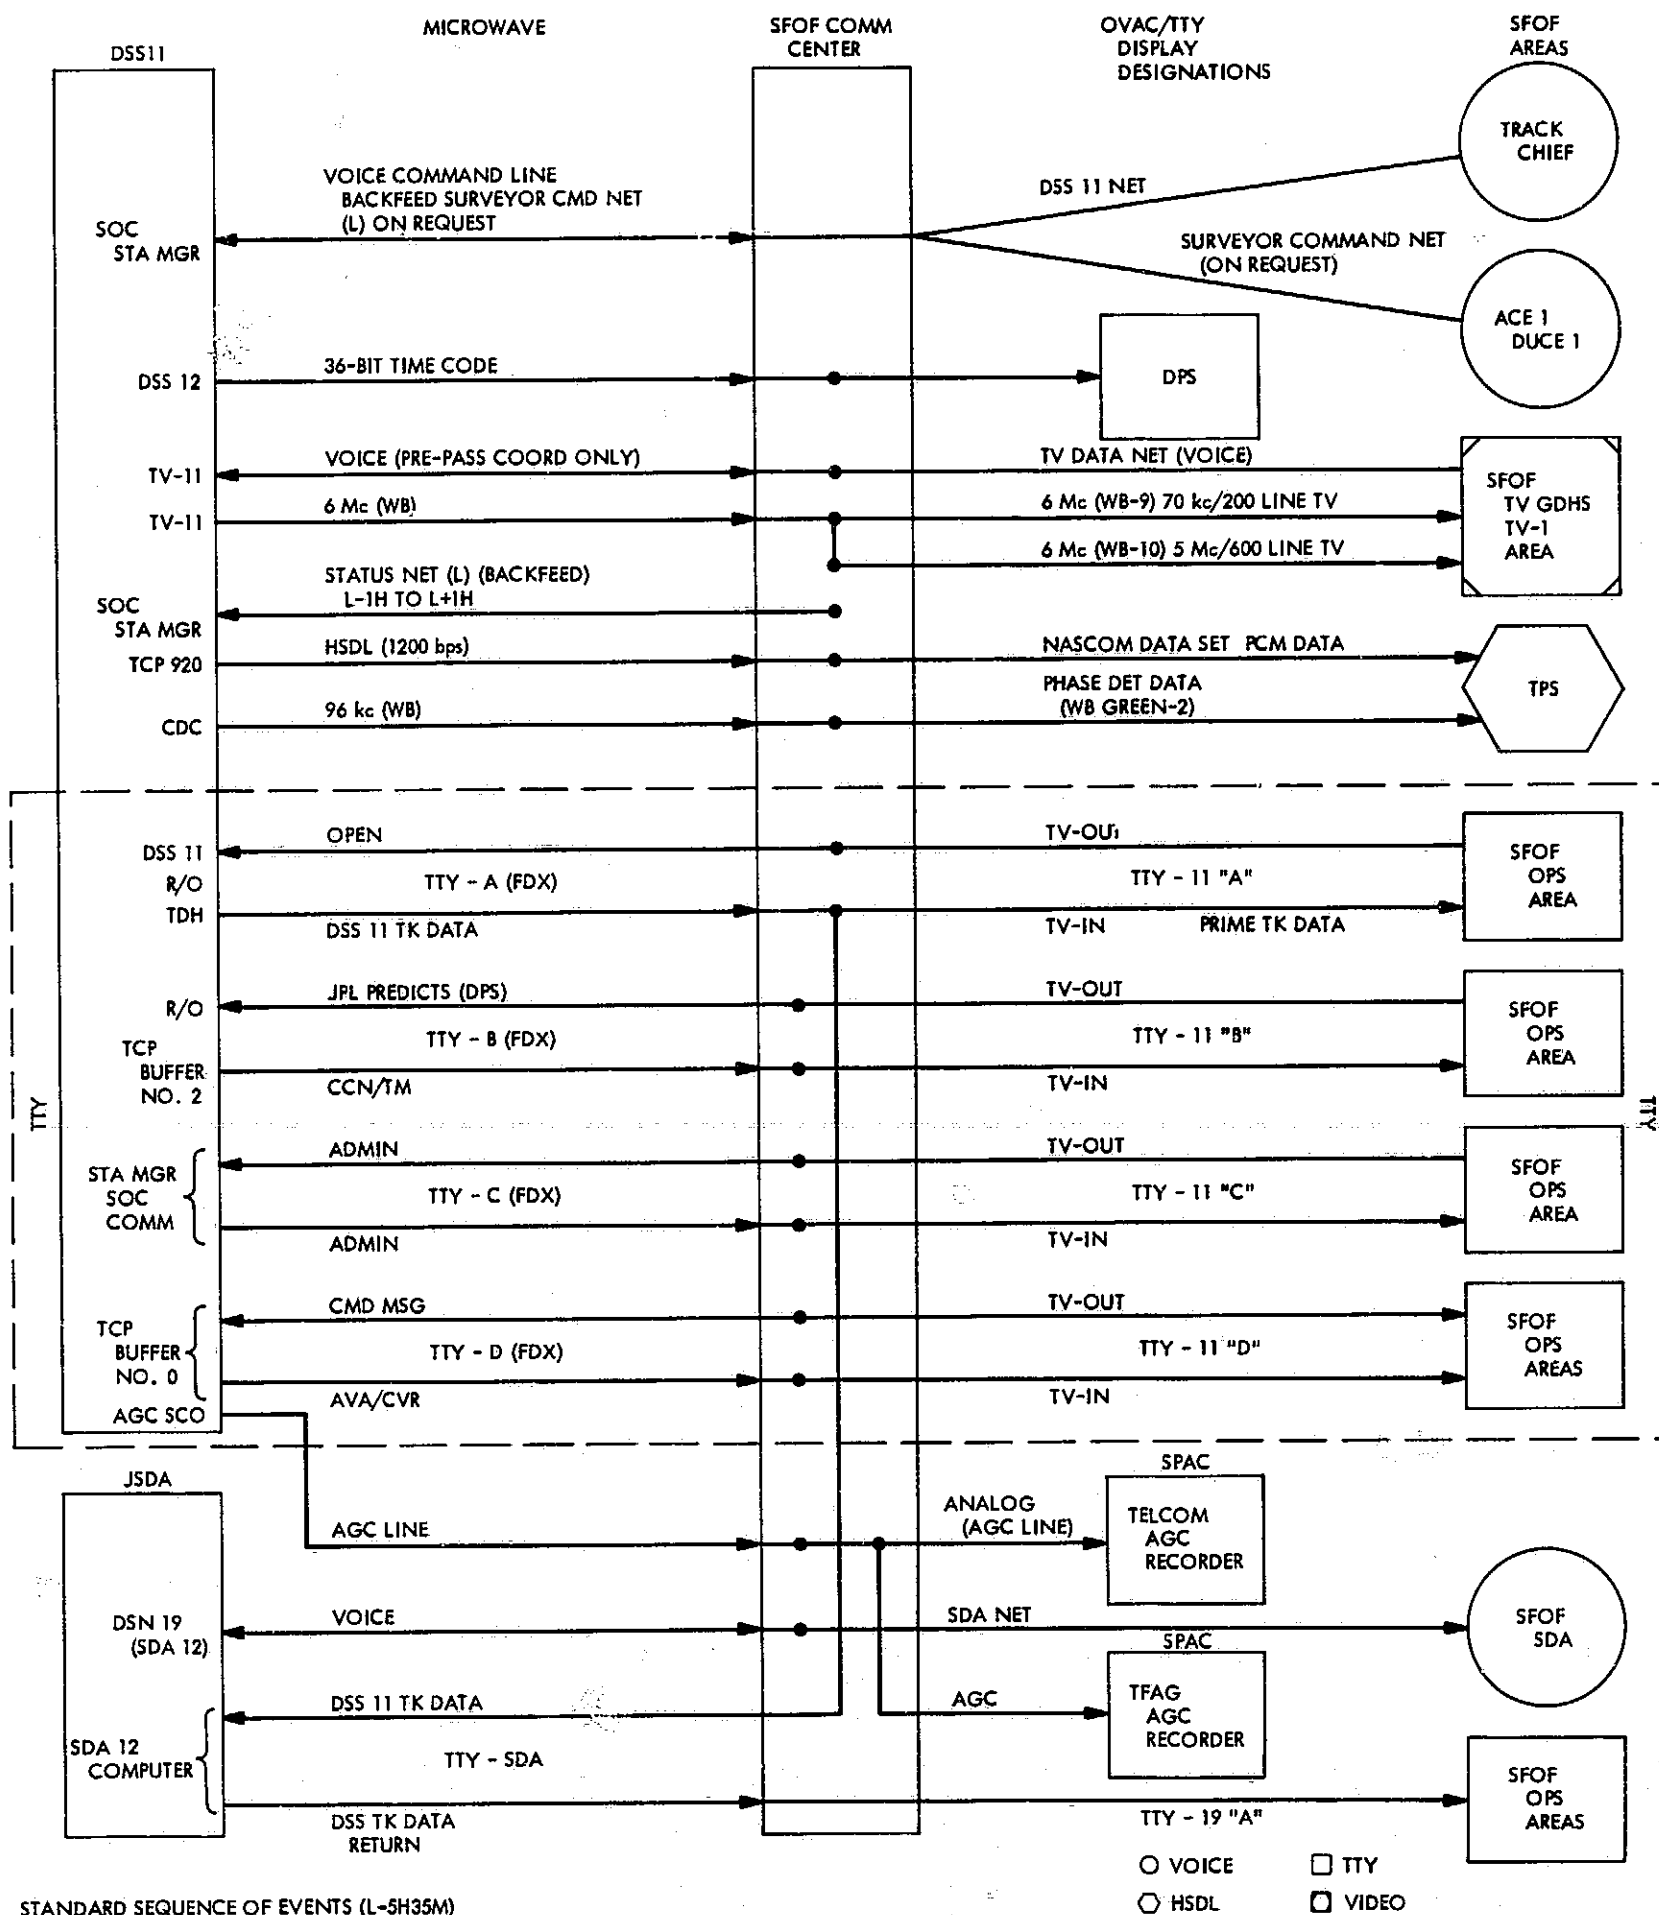 MICROWAVE
SFOF COMM
CENTER
OVAC/TTY
DISPLAY
DESIGNATIONS
SFOF
AREAS
DSS11
TRACK
CHIEF
VOICE COMMAND LINE
BACKFEED SURVEYOR CMD NET
(L) ON REQUEST
DSS 11 NET
SOC
STA MGR
SURVEYOR COMMAND NET
(ON REQUEST)
ACE 1
DUCE 1
DSS 12
36-BIT TIME CODE
DPS
TV-11
VOICE (PRE-PASS COORD ONLY)
TV DATA NET (VOICE)
TV-11
6 Mc (WB)
6 Mc (WB-9) 70 kc/200 LINE TV
6 Mc (WB-10) 5 Mc/600 LINE TV
SFOF
TV GDHS
TV-1
AREA
STATUS NET (L) (BACKFEED)
L-1H TO L+1H
SOC
STA MGR
TCP 920
HSDL (1200 bps)
NASCOM DATA SET PCM DATA
TPS
CDC
96 kc (WB)
PHASE DET DATA
(WB GREEN-2)
DSS 11
OPEN
TV-OUT
R/O
TTY - A (FDX)
TTY - 11 "A"
SFOF
OPS
AREA
TDH
DSS 11 TK DATA
TV-IN
PRIME TK DATA
R/O
JPL PREDICTS (DPS)
TV-OUT
TTY - B (FDX)
TTY - 11 "B"
SFOF
OPS
AREA
TCP
BUFFER
NO. 2
CCN/TM
TV-IN
TTY
TTY
ADMIN
TV-OUT
STA MGR
SOC
COMM
TTY - C (FDX)
TTY - 11 "C"
SFOF
OPS
AREA
ADMIN
TV-IN
CMD MSG
TV-OUT
TCP
BUFFER
NO. 0
TTY - D (FDX)
TTY - 11 "D"
SFOF
OPS
AREAS
AVA/CVR
TV-IN
AGC SCO
JSDA
SPAC
AGC LINE
ANALOG
(AGC LINE)
TELCOM
AGC
RECORDER
DSN 19
(SDA 12)
VOICE
SDA NET
SFOF
SDA
SPAC
DSS 11 TK DATA
AGC
TFAG
AGC
RECORDER
SDA 12
COMPUTER
TTY - SDA
DSS TK DATA
RETURN
TTY - 19 "A"
SFOF
OPS
AREAS
VOICE
TTY
HSDL
VIDEO
STANDARD SEQUENCE OF EVENTS (L-5H35M)